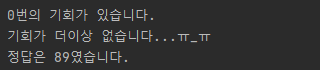 0번의 기회가 있습니다.
기회가 더이상 없습니다...ㅠ_ㅠ
정답은 89였습니다.